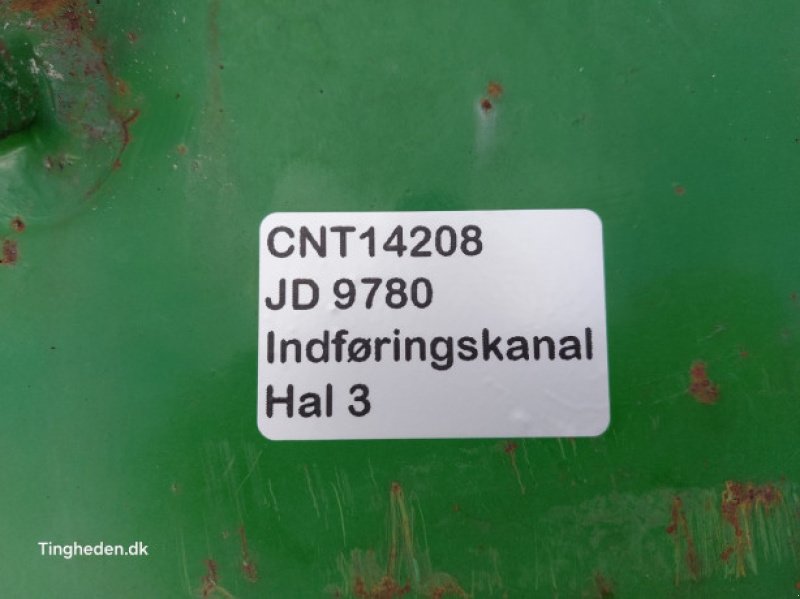 CNT14208
JD 9780
Indføringskanal
Hal 3
Tingheden.dk